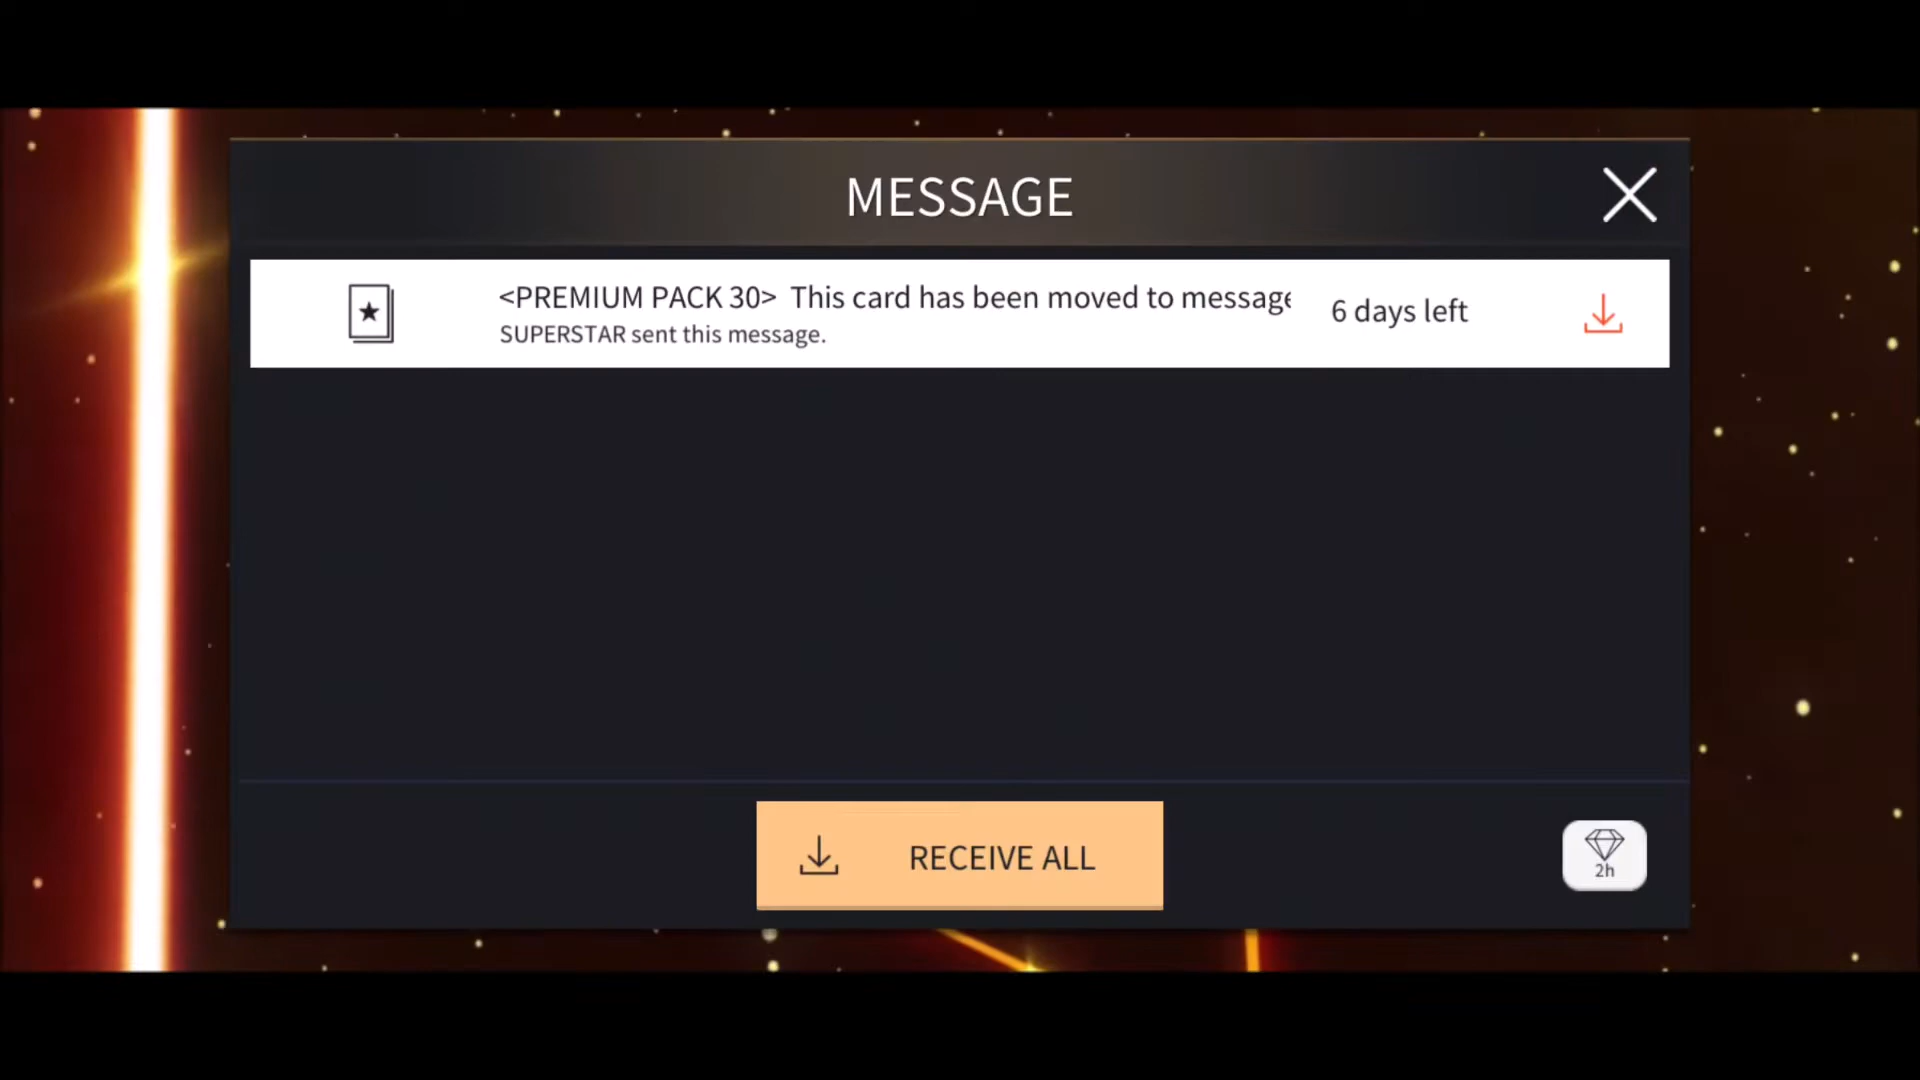 MESSAGE
<PREMIUM PACK 30> This card has been moved to message
6 days left
SUPERSTAR sent this message.
RECEIVE ALL
2h